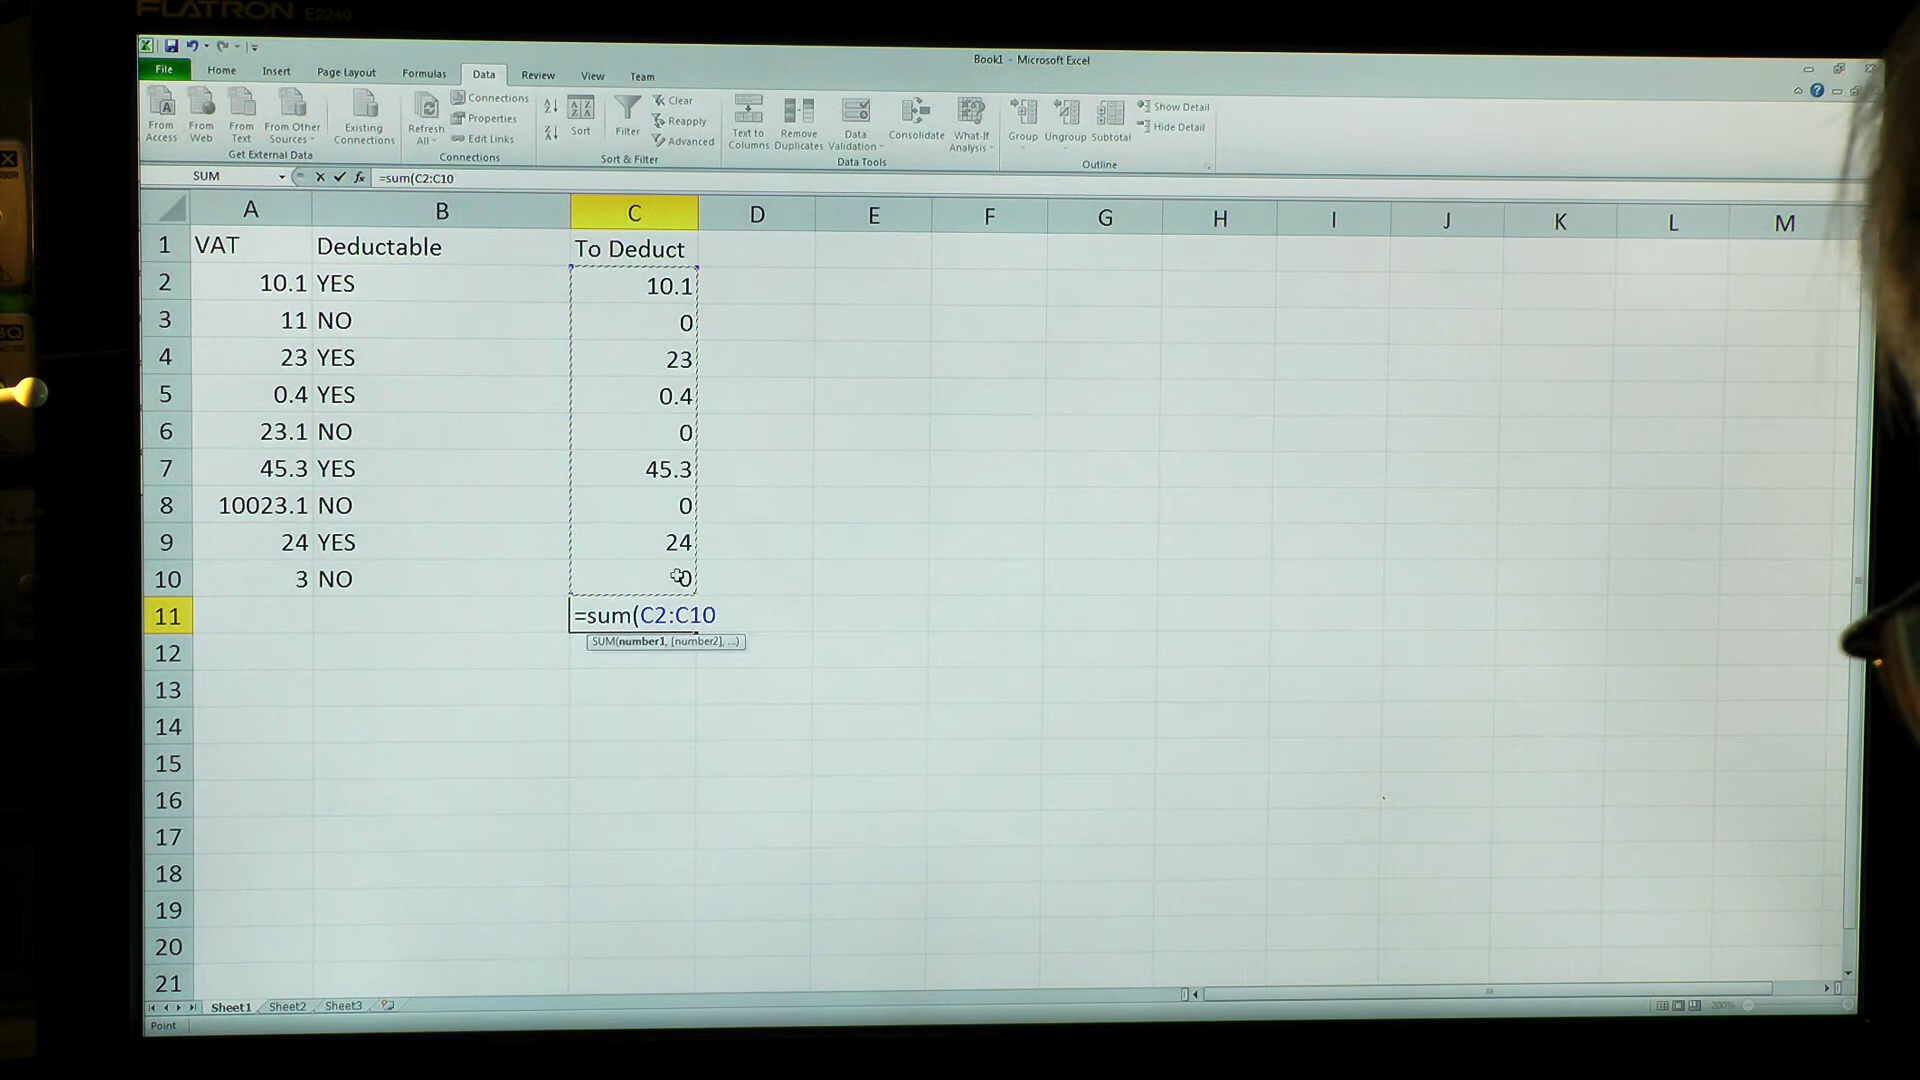 FLATRON E2240
Book1 - Microsoft Excel
File Home Insert Page Layout Formulas Data Review View Team
From Access
From Web
From Text
From Other Sources
Existing Connections
Get External Data
Refresh All
Connections
Properties
Edit Links
Connections
Sort
Filter
Clear
Reapply
Advanced
Sort & Filter
Text to Columns
Remove Duplicates
Data Validation
Consolidate
What-If Analysis
Data Tools
Group
Ungroup
Subtotal
Show Detail
Hide Detail
Outline
SUM fx =sum(C2:C10
A B C D E F G H I J K L M
1 VAT Deductable To Deduct
2 10.1 YES 10.1
3 11 NO 0
4 23 YES 23
5 0.4 YES 0.4
6 23.1 NO 0
7 45.3 YES 45.3
8 10023.1 NO 0
9 24 YES 24
10 3 NO 0
11 =sum(C2:C10
SUM(number1, [number2], ...)
12
13
14
15
16
17
18
19
20
21
Sheet1 Sheet2 Sheet3
Point 200%